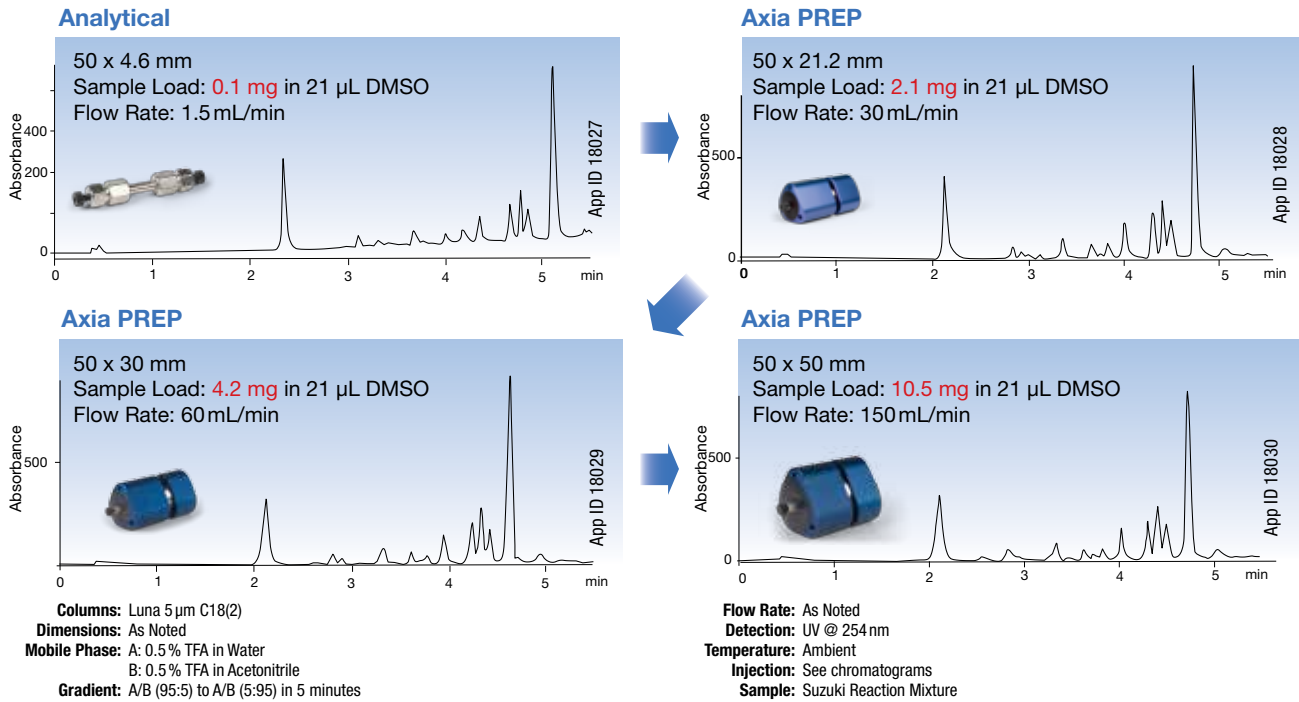 Analytical
50 x 4.6 mm
Sample Load: 0.1 mg in 21 µL DMSO
Flow Rate: 1.5 mL/min
Absorbance
400
200
0
0 1 2 3 4 5 min
App ID 18027
Axia PREP
50 x 21.2 mm
Sample Load: 2.1 mg in 21 µL DMSO
Flow Rate: 30 mL/min
Absorbance
500
0
0 1 2 3 4 5 min
App ID 18028
Axia PREP
50 x 30 mm
Sample Load: 4.2 mg in 21 µL DMSO
Flow Rate: 60 mL/min
Absorbance
500
0 1 2 3 4 5 min
App ID 18029
Axia PREP
50 x 50 mm
Sample Load: 10.5 mg in 21 µL DMSO
Flow Rate: 150 mL/min
Absorbance
500
0
0 1 2 3 4 5 min
App ID 18030
Columns: Luna 5 µm C18(2)
Dimensions: As Noted
Mobile Phase: A: 0.5 % TFA in Water
B: 0.5 % TFA in Acetonitrile
Gradient: A/B (95:5) to A/B (5:95) in 5 minutes
Flow Rate: As Noted
Detection: UV @ 254 nm
Temperature: Ambient
Injection: See chromatograms
Sample: Suzuki Reaction Mixture